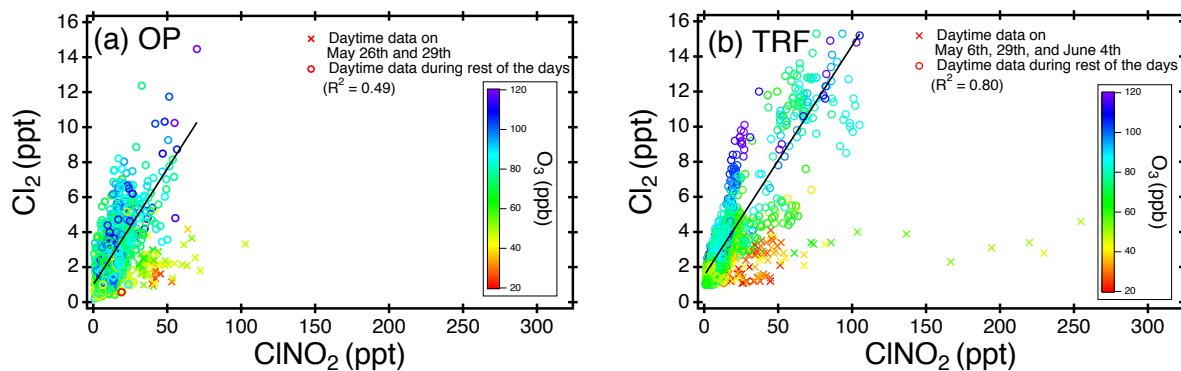 (a) OP
× Daytime data on
May 26th and 29th
○ Daytime data during rest of the days
(R² = 0.49)
16
14
12
10
8
6
4
2
0
Cl₂ (ppt)
120
100
80
60
40
20
O₃ (ppb)
0 50 100 150 200 250 300
ClNO₂ (ppt)
(b) TRF
× Daytime data on
May 6th, 29th, and June 4th
○ Daytime data during rest of the days
(R² = 0.80)
16
14
12
10
8
6
4
2
0
Cl₂ (ppt)
120
100
80
60
40
20
O₃ (ppb)
0 50 100 150 200 250 300
ClNO₂ (ppt)